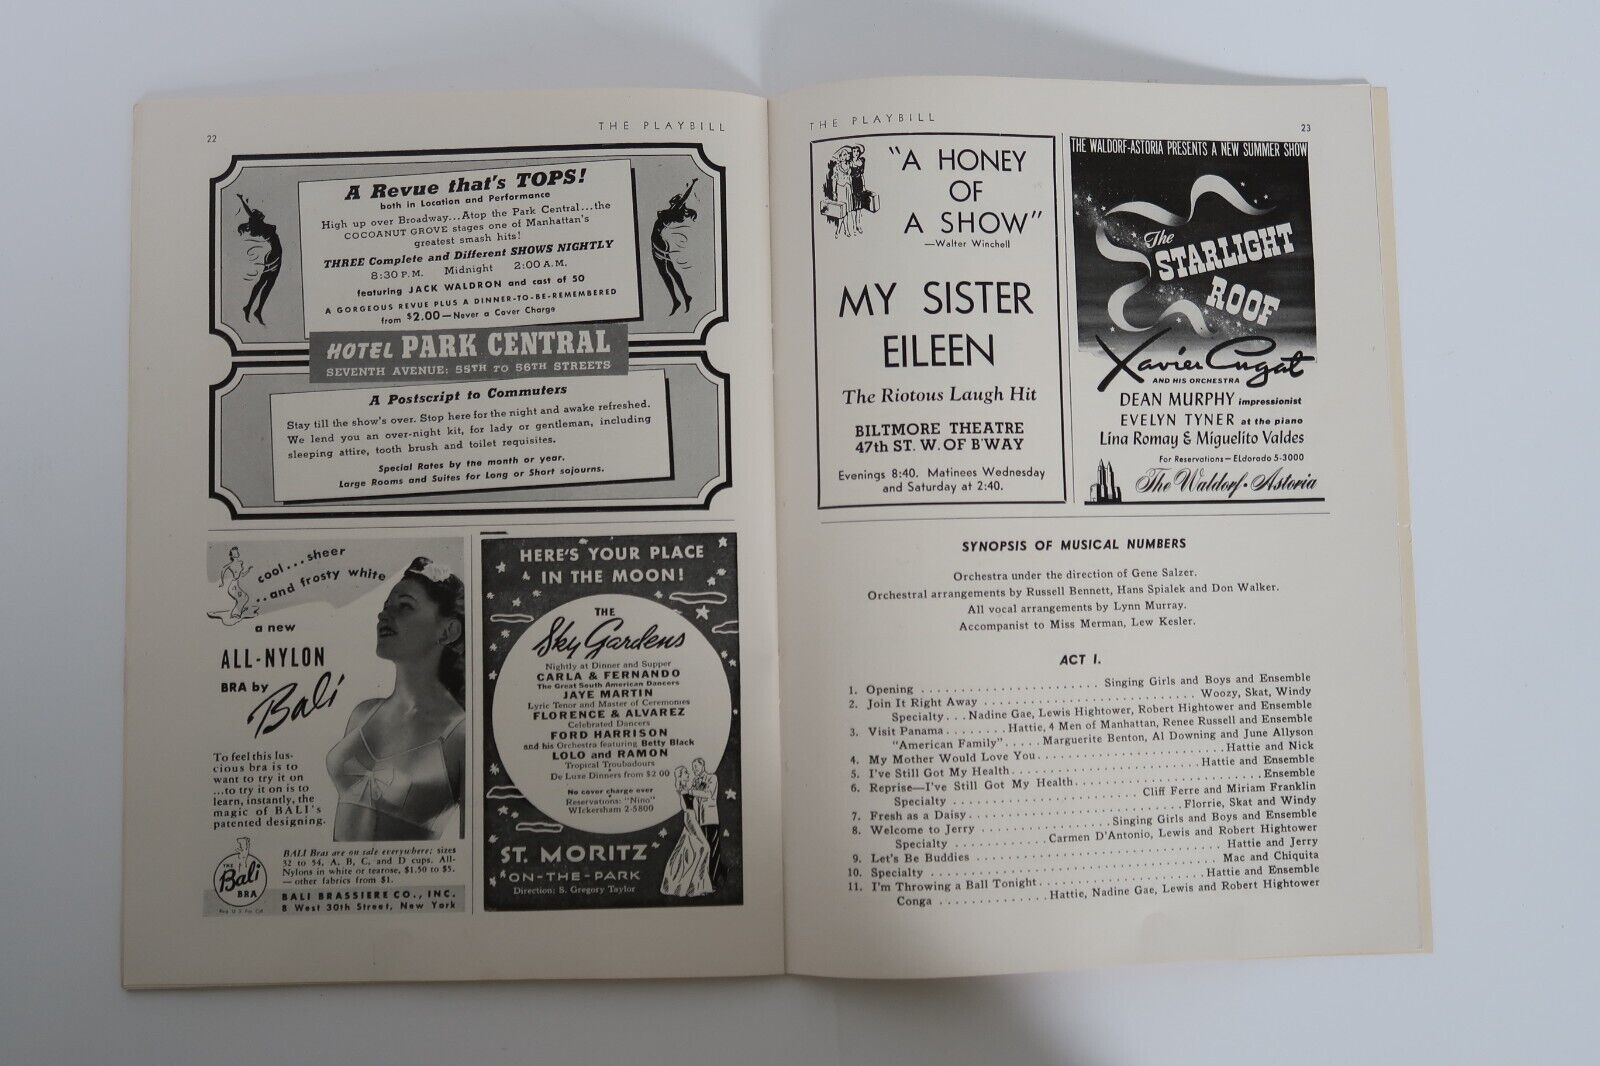 22
THE PLAYBILL
A Revue that's TOPS!
both in Location and Performance
High up over Broadway...Atop the Park Central...the
COCOANUT GROVE stages one of Manhattan's
greatest smash hits!
THREE Complete and Different SHOWS NIGHTLY
8:30 P.M. Midnight 2:00 A.M.
featuring JACK WALDRON and cast of 50
A GORGEOUS REVUE PLUS A DINNER-TO-BE-REMEMBERED
from $2.00—Never a Cover Charge
HOTEL PARK CENTRAL
SEVENTH AVENUE: 55TH TO 56TH STREETS
A Postscript to Commuters
Stay till the show's over. Stop here for the night and awake refreshed.
We lend you an over-night kit, for lady or gentleman, including
sleeping attire, tooth brush and toilet requisites.
Special Rates by the month or year.
Large Rooms and Suites for Long or Short sojourns.
cool...sheer
..and frosty white
a new
ALL-NYLON
BRA by
Bali
To feel this lus-
cious bra is to
want to try it on
...to try it on is to
learn, instantly, the
magic of BALI's
patented designing.
THE
Bali
BRA
Reg U S Pat Off
BALI Bras are on sale everywhere; sizes
32 to 54, A, B, C, and D cups. All-
Nylons in white or tearose, $1.50 to $5.
—other fabrics from $1.
BALI BRASSIERE CO., INC.
8 West 30th Street, New York
HERE'S YOUR PLACE
IN THE MOON!
THE
Sky Gardens
Nightly at Dinner and Supper
CARLA & FERNANDO
The Great South American Dancers
JAYE MARTIN
Lyric Tenor and Master of Ceremonies
FLORENCE & ALVAREZ
Celebrated Dancers
FORD HARRISON
and his Orchestra featuring Betty Black
LOLO and RAMON
Tropical Troubadours
De Luxe Dinners from $2.00
No cover charge ever
Reservations: "Nino"
WIckersham 2-5800
ST. MORITZ
ON-THE-PARK
Direction: S. Gregory Taylor
THE PLAYBILL
23
"A HONEY
OF
A SHOW"
—Walter Winchell
MY SISTER
EILEEN
The Riotous Laugh Hit
BILTMORE THEATRE
47th ST. W. OF B'WAY
Evenings 8:40. Matinees Wednesday
and Saturday at 2:40.
THE WALDORF-ASTORIA PRESENTS A NEW SUMMER SHOW
The
STARLIGHT
ROOF
Xavier Cugat
AND HIS ORCHESTRA
DEAN MURPHY impressionist
EVELYN TYNER at the piano
Lina Romay & Miguelito Valdes
For Reservations—ELdorado 5-3000
The Waldorf-Astoria
SYNOPSIS OF MUSICAL NUMBERS
Orchestra under the direction of Gene Salzer.
Orchestral arrangements by Russell Bennett, Hans Spialek and Don Walker.
All vocal arrangements by Lynn Murray.
Accompanist to Miss Merman, Lew Kesler.
ACT I.
1. Opening . . . . . . . . . . Singing Girls and Boys and Ensemble
2. Join It Right Away . . . . . . . . . . Woozy, Skat, Windy
Specialty . . . Nadine Gae, Lewis Hightower, Robert Hightower and Ensemble
3. Visit Panama . . . . . . . . Hattie, 4 Men of Manhattan, Renee Russell and Ensemble
"American Family" . . . . . Marguerite Benton, Al Downing and June Allyson
4. My Mother Would Love You . . . . . . . . . . Hattie and Nick
5. I've Still Got My Health . . . . . . . . . . Hattie and Ensemble
6. Reprise—I've Still Got My Health . . . . . . . . . . Ensemble
Specialty . . . . . . . . . . Cliff Ferre and Miriam Franklin
7. Fresh as a Daisy . . . . . . . . . . Florrie, Skat and Windy
8. Welcome to Jerry . . . . . . . . . . Singing Girls and Boys and Ensemble
Specialty . . . . . . . . . . Carmen D'Antonio, Lewis and Robert Hightower
9. Let's Be Buddies . . . . . . . . . . Hattie and Jerry
10. Specialty . . . . . . . . . . Mac and Chiquita
11. I'm Throwing a Ball Tonight . . . . . . . . . . Hattie and Ensemble
Conga . . . . . . . . . . Hattie, Nadine Gae, Lewis and Robert Hightower